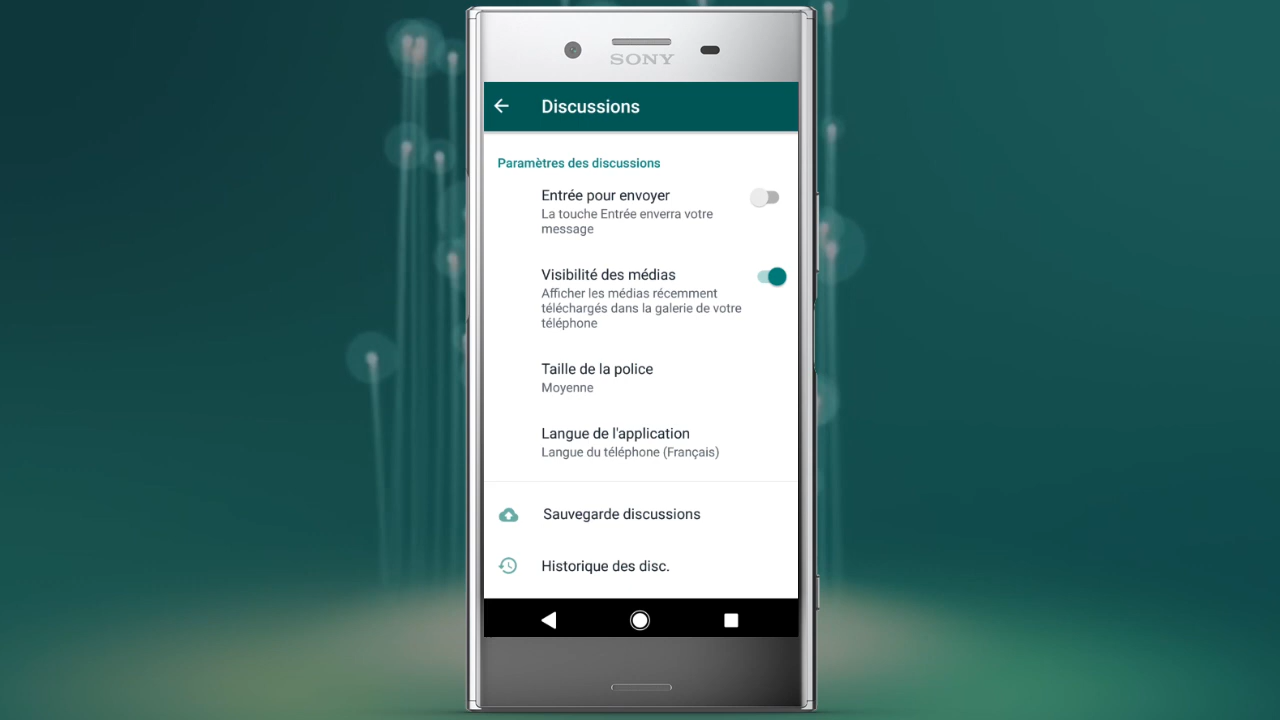 SONY
Discussions
Paramètres des discussions
Entrée pour envoyer
La touche Entrée enverra votre
message
Visibilité des médias
Afficher les médias récemment
téléchargés dans la galerie de votre
téléphone
Taille de la police
Moyenne
Langue de l'application
Langue du téléphone (Français)
Sauvegarde discussions
Historique des disc.